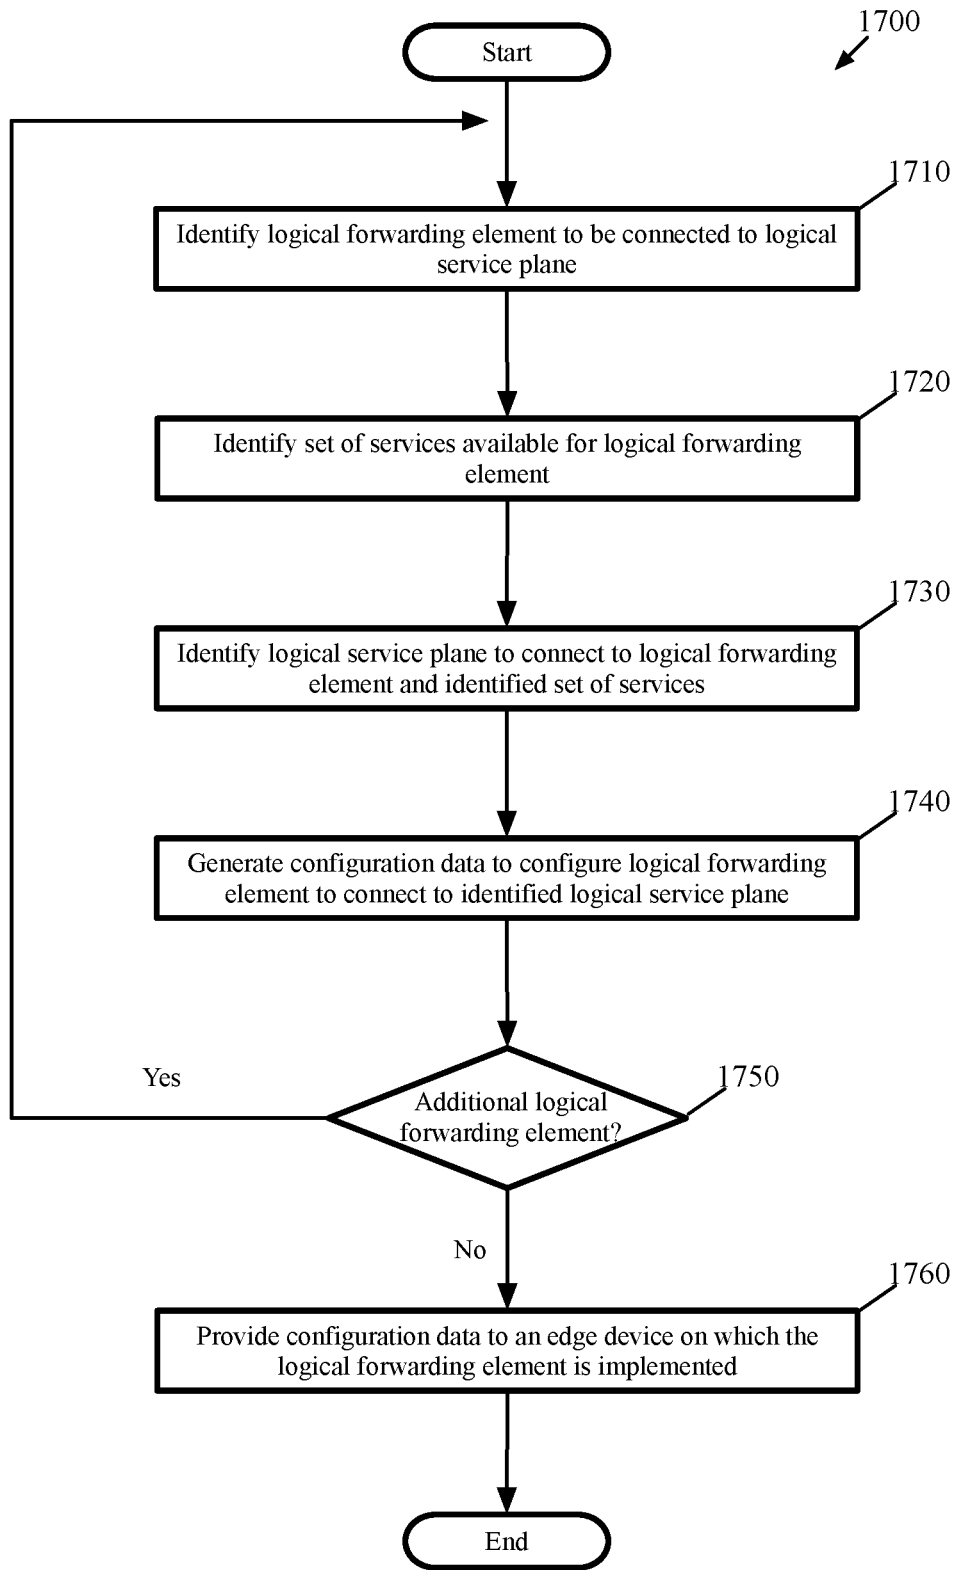 1700
Start
1710
Identify logical forwarding element to be connected to logical
service plane
1720
Identify set of services available for logical forwarding
element
1730
Identify logical service plane to connect to logical forwarding
element and identified set of services
1740
Generate configuration data to configure logical forwarding
element to connect to identified logical service plane
Yes
1750
Additional logical
forwarding element?
No
1760
Provide configuration data to an edge device on which the
logical forwarding element is implemented
End